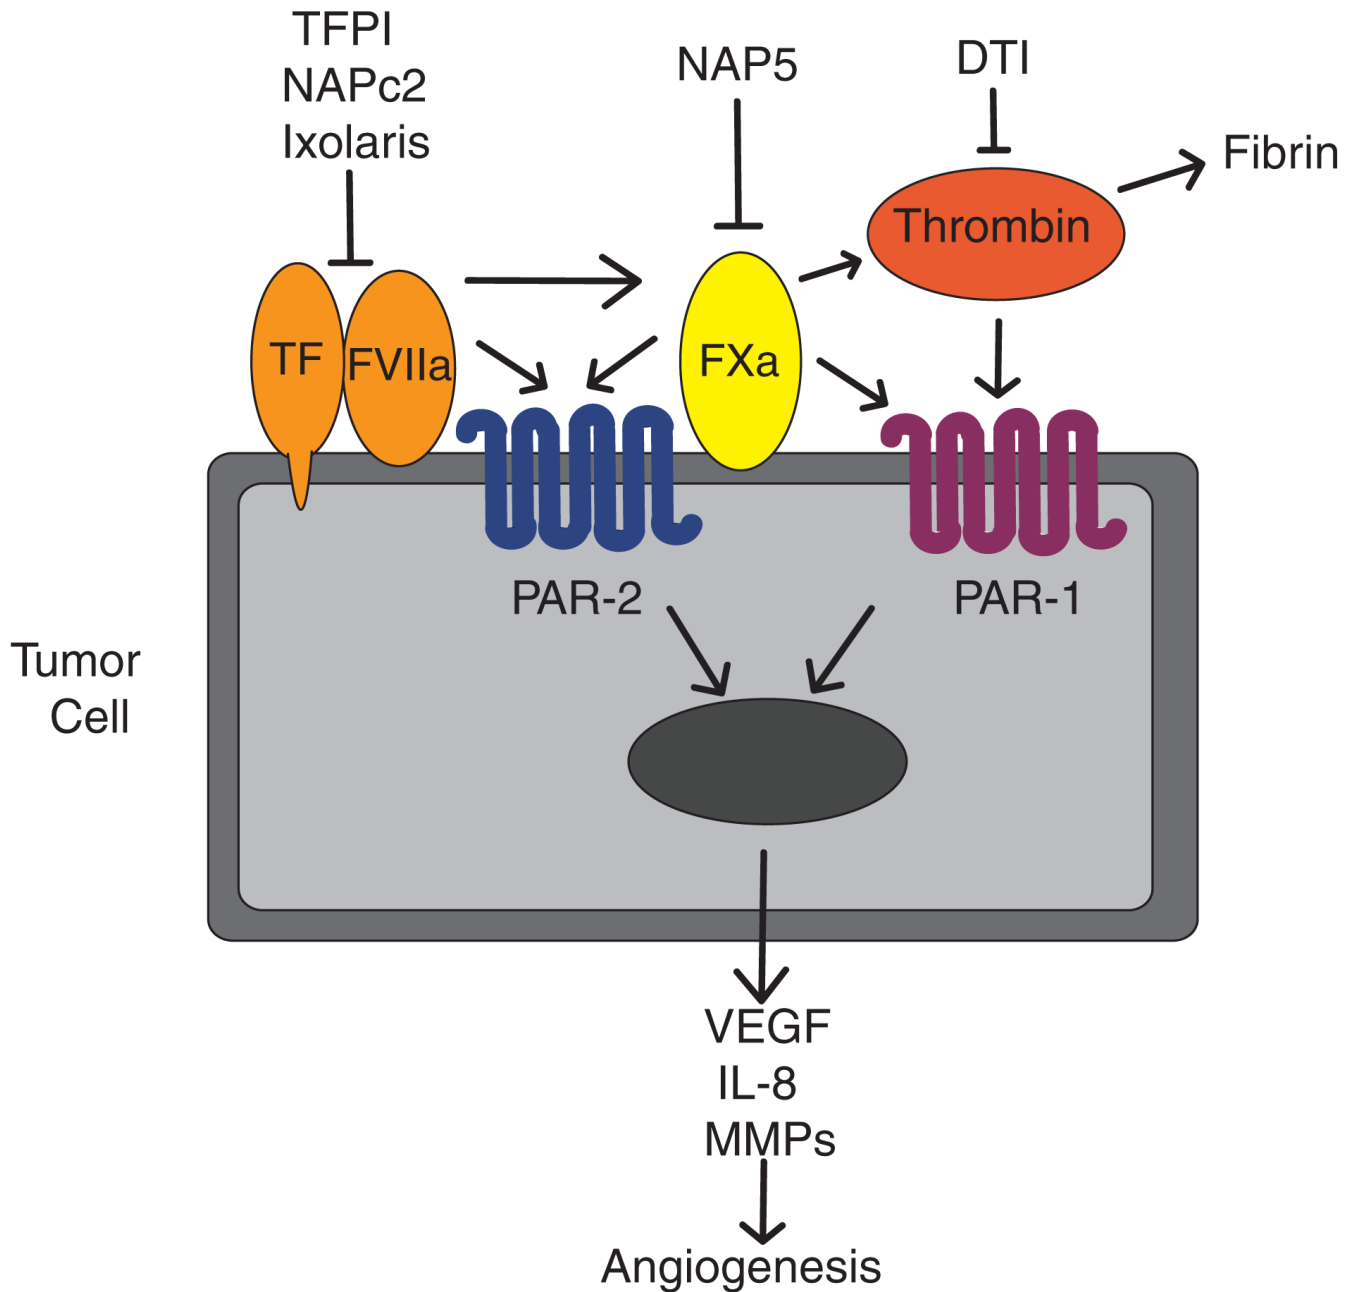 TFPI
NAPc2
Ixolaris
NAP5
DTI
Fibrin
Thrombin
TF
FVIIa
FXa
PAR-2
PAR-1
Tumor
Cell
VEGF
IL-8
MMPs
Angiogenesis